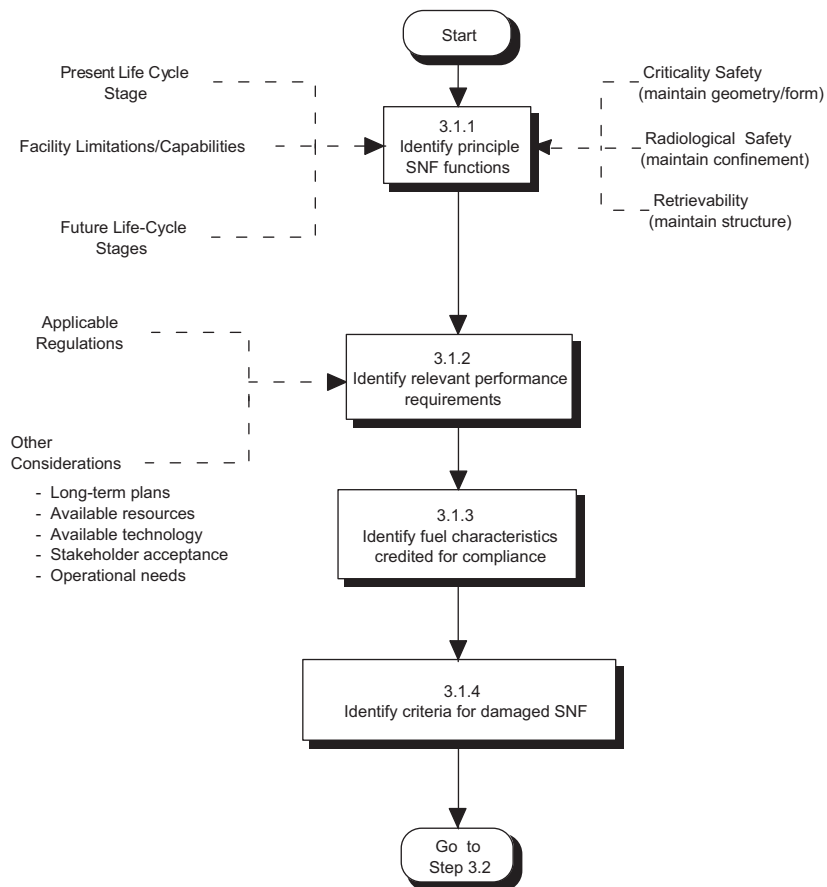 Start
Present Life Cycle
Stage
Facility Limitations/Capabilities
Future Life-Cycle
Stages
3.1.1
Identify principle
SNF functions
Criticality Safety
(maintain geometry/form)
Radiological Safety
(maintain confinement)
Retrievability
(maintain structure)
Applicable
Regulations
Other
Considerations
- Long-term plans
- Available resources
- Available technology
- Stakeholder acceptance
- Operational needs
3.1.2
Identify relevant performance
requirements
3.1.3
Identify fuel characteristics
credited for compliance
3.1.4
Identify criteria for damaged SNF
Go to
Step 3.2